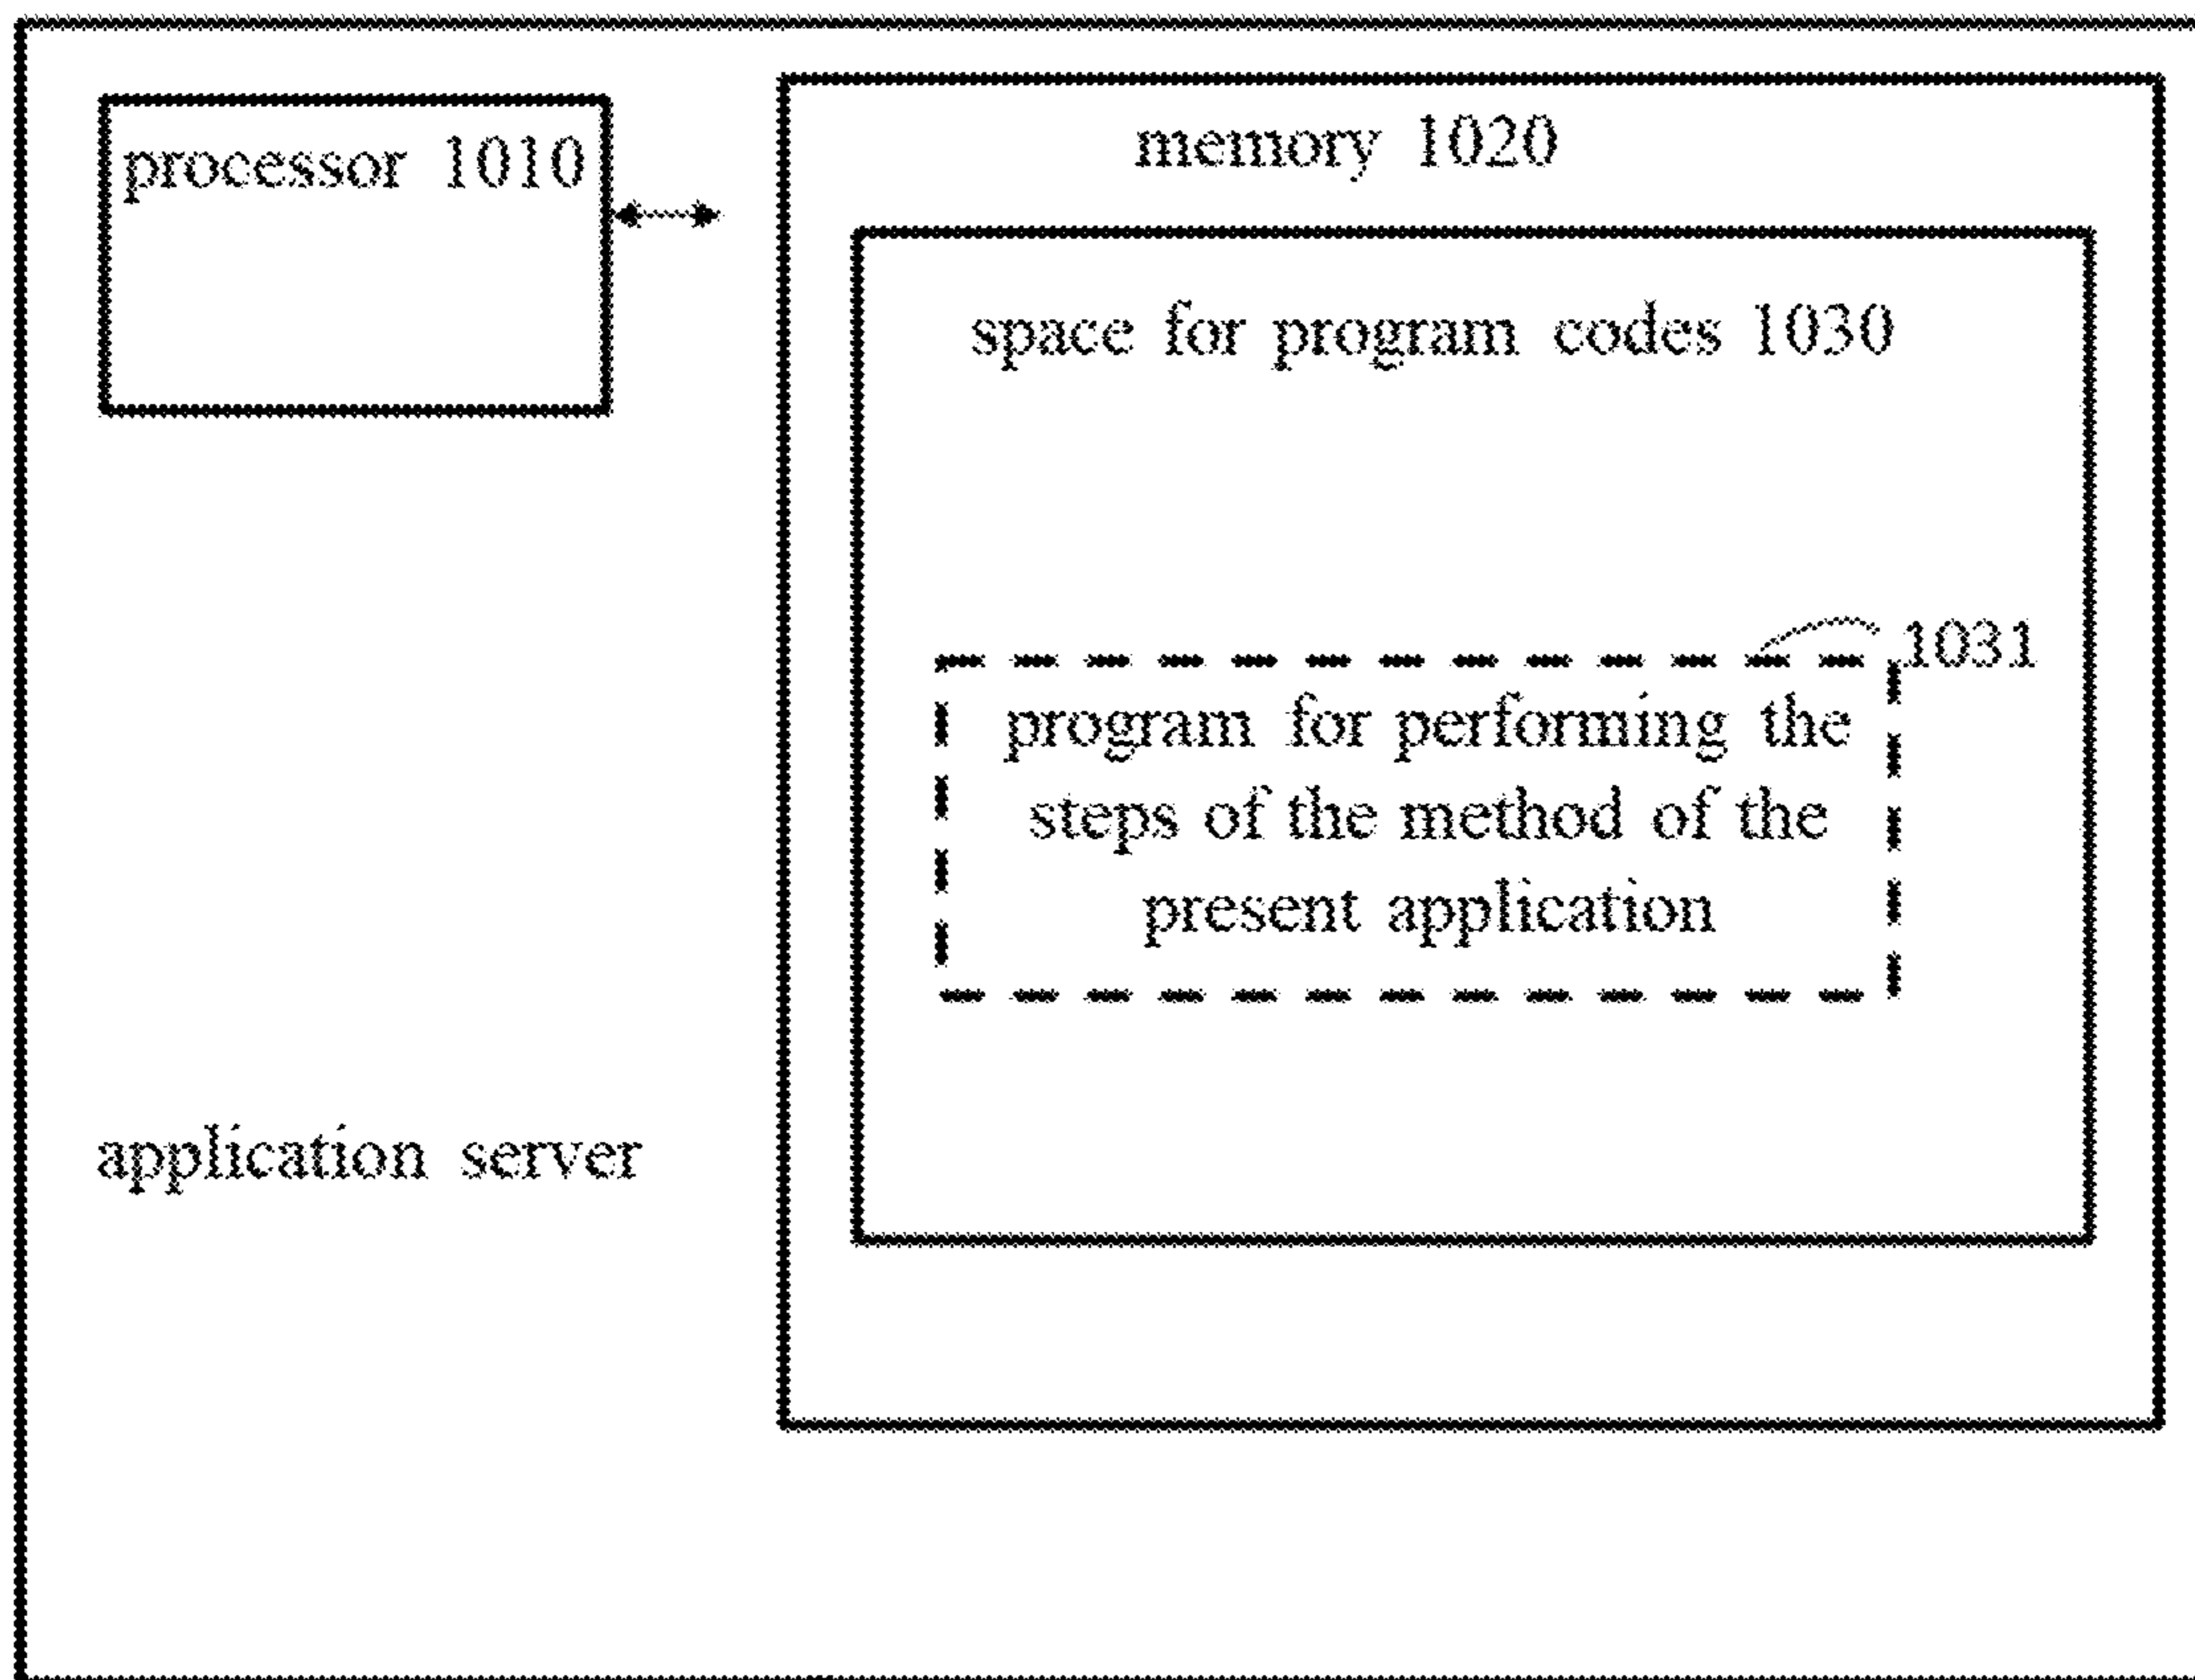 processor 1010
memory 1020
space for program codes 1030
1031
program for performing the
steps of the method of the
present application
application server